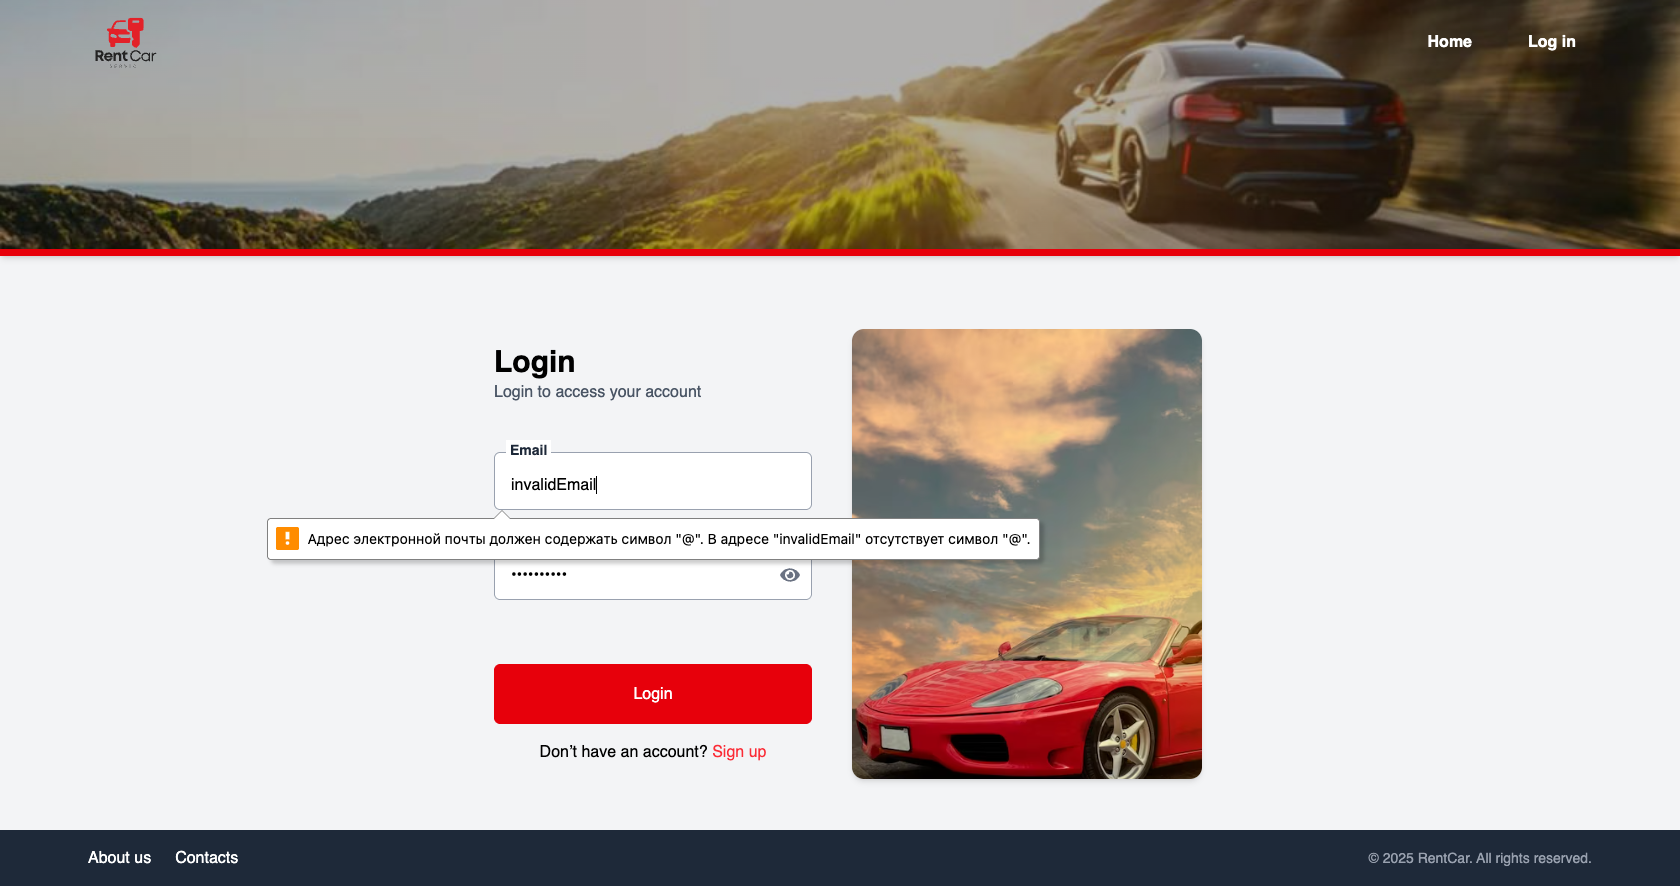 RentCar
Home
Log in
Login
Login to access your account
Email
invalidEmail
Адрес электронной почты должен содержать символ "@". В адресе "invalidEmail" отсутствует символ "@".
••••••••••
Login
Don't have an account? Sign up
About us
Contacts
© 2025 RentCar. All rights reserved.